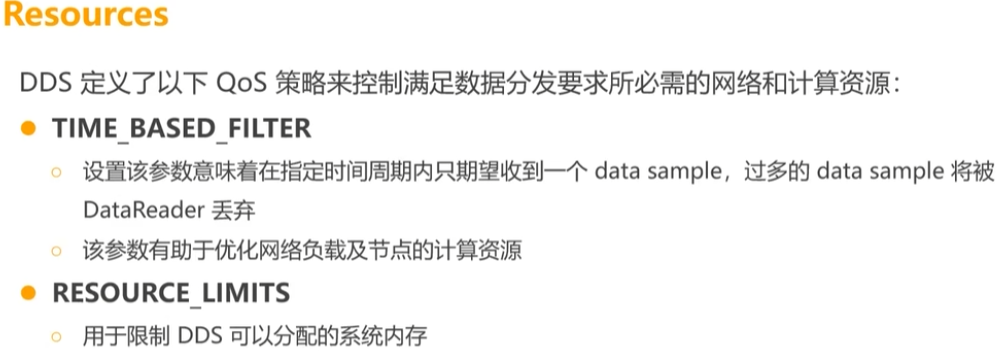 Resources
DDS 定义了以下 QoS 策略来控制满足数据分发要求所必需的网络和计算资源：
● TIME_BASED_FILTER
○ 设置该参数意味着在指定时间周期内只期望收到一个 data sample，过多的 data sample 将被
DataReader 丢弃
○ 该参数有助于优化网络负载及节点的计算资源
● RESOURCE_LIMITS
○ 用于限制 DDS 可以分配的系统内存